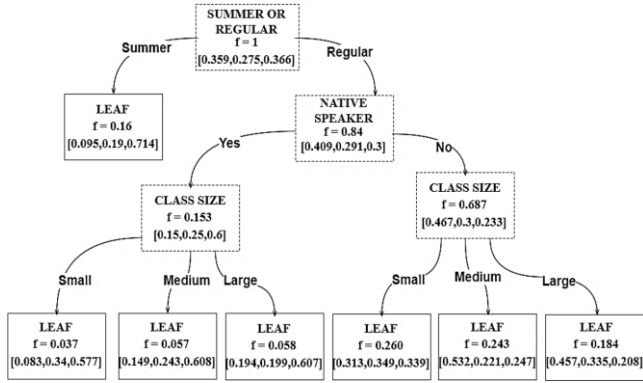 SUMMER OR
REGULAR
f = 1
[0.359,0.275,0.366]
Summer
Regular
LEAF
f = 0.16
[0.095,0.19,0.714]
NATIVE
SPEAKER
f = 0.84
[0.409,0.291,0.3]
Yes
No
CLASS SIZE
f = 0.153
[0.15,0.25,0.6]
CLASS SIZE
f = 0.687
[0.467,0.3,0.233]
Small
Medium
Large
Small
Medium
Large
LEAF
f = 0.037
[0.083,0.34,0.577]
LEAF
f = 0.057
[0.149,0.243,0.608]
LEAF
f = 0.058
[0.194,0.199,0.607]
LEAF
f = 0.260
[0.313,0.349,0.339]
LEAF
f = 0.243
[0.532,0.221,0.247]
LEAF
f = 0.184
[0.457,0.335,0.208]